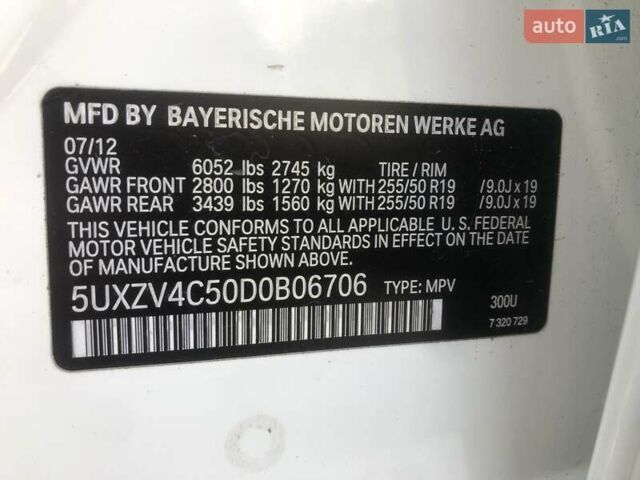 auto RIA.com
MFD BY BAYERISCHE MOTOREN WERKE AG
07/12
GVWR 6052 lbs 2745 kg TIRE / RIM
GAWR FRONT 2800 lbs 1270 kg WITH 255/50 R19 /9.0J x 19
GAWR REAR 3439 lbs 1560 kg WITH 255/50 R19 /9.0J x 19
THIS VEHICLE CONFORMS TO ALL APPLICABLE U. S. FEDERAL
MOTOR VEHICLE SAFETY STANDARDS IN EFFECT ON THE DATE
OF MANUFACTURE SHOWN ABOVE.
5UXZV4C50D0B06706 TYPE: MPV 300U
7 320 729